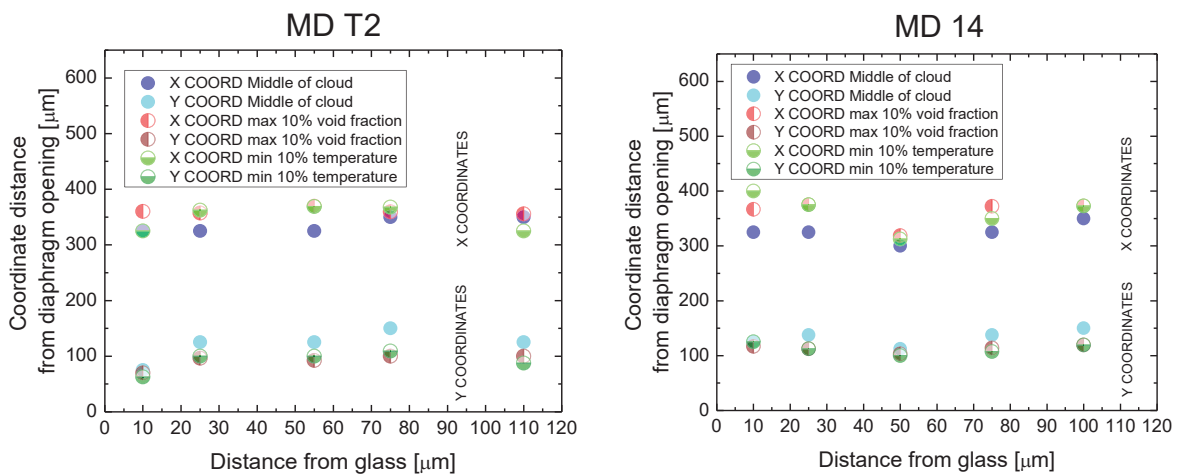 MD T2
Coordinate distance
from diaphragm opening [μm]
600
500
400
300
200
100
0
X COORD Middle of cloud
Y COORD Middle of cloud
X COORD max 10% void fraction
Y COORD max 10% void fraction
X COORD min 10% temperature
Y COORD min 10% temperature
X COORDINATES
Y COORDINATES
0 10 20 30 40 50 60 70 80 90 100 110 120
Distance from glass [μm]
MD 14
Coordinate distance
from diaphragm opening [μm]
600
500
400
300
200
100
0
X COORD Middle of cloud
Y COORD Middle of cloud
X COORD max 10% void fraction
Y COORD max 10% void fraction
X COORD min 10% temperature
Y COORD min 10% temperature
X COORDINATES
Y COORDINATES
0 10 20 30 40 50 60 70 80 90 100 110 120
Distance from glass [μm]